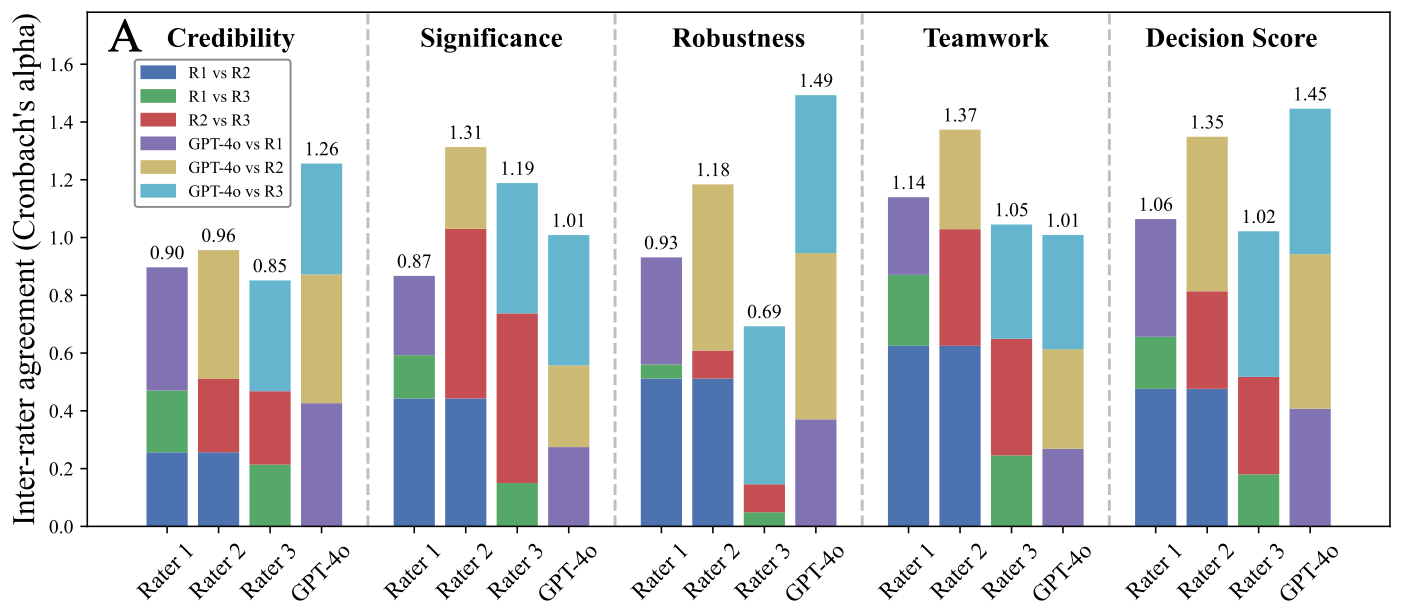 A
Credibility
Significance
Robustness
Teamwork
Decision Score
Inter-rater agreement (Cronbach's alpha)
1.6
1.4
1.2
1.0
0.8
0.6
0.4
0.2
0.0
R1 vs R2
R1 vs R3
R2 vs R3
GPT-4o vs R1
GPT-4o vs R2
GPT-4o vs R3
0.90
0.96
0.85
1.26
0.87
1.31
1.19
1.01
0.93
1.18
0.69
1.49
1.14
1.37
1.05
1.01
1.06
1.35
1.02
1.45
Rater 1
Rater 2
Rater 3
GPT-4o
Rater 1
Rater 2
Rater 3
GPT-4o
Rater 1
Rater 2
Rater 3
GPT-4o
Rater 1
Rater 2
Rater 3
GPT-4o
Rater 1
Rater 2
Rater 3
GPT-4o